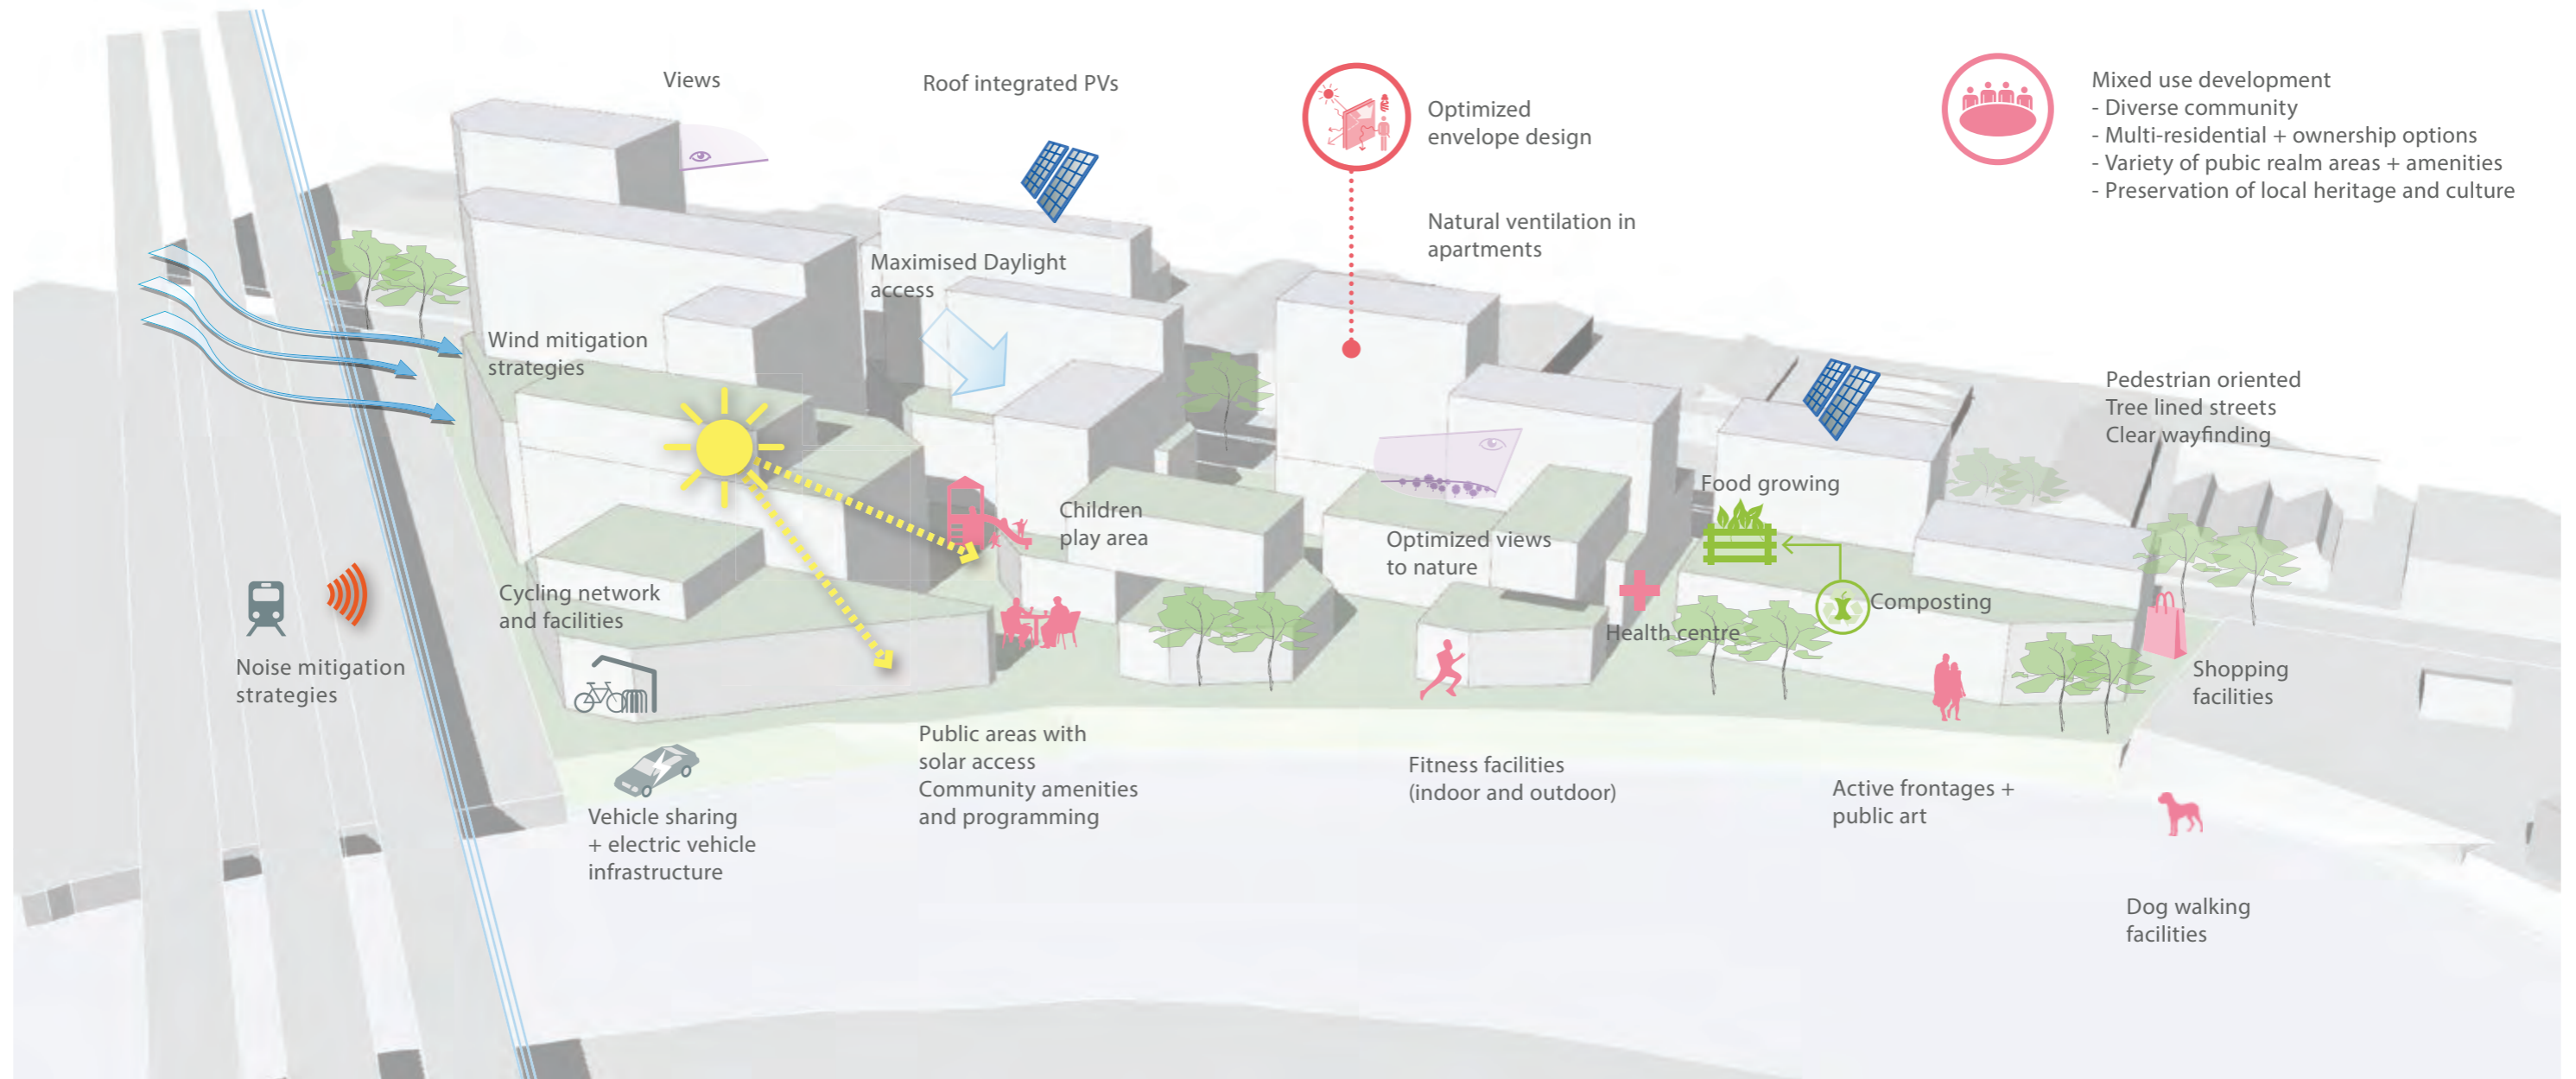 Views
Roof integrated PVs
Optimized
envelope design
Mixed use development
- Diverse community
- Multi-residential + ownership options
- Variety of pubic realm areas + amenities
- Preservation of local heritage and culture
Natural ventilation in
apartments
Maximised Daylight
access
Wind mitigation
strategies
Pedestrian oriented
Tree lined streets
Clear wayfinding
Food growing
Children
play area
Optimized views
to nature
Cycling network
and facilities
Composting
Health centre
Noise mitigation
strategies
Shopping
facilities
Public areas with
solar access
Community amenities
and programming
Fitness facilities
(indoor and outdoor)
Active frontages +
public art
Vehicle sharing
+ electric vehicle
infrastructure
Dog walking
facilities